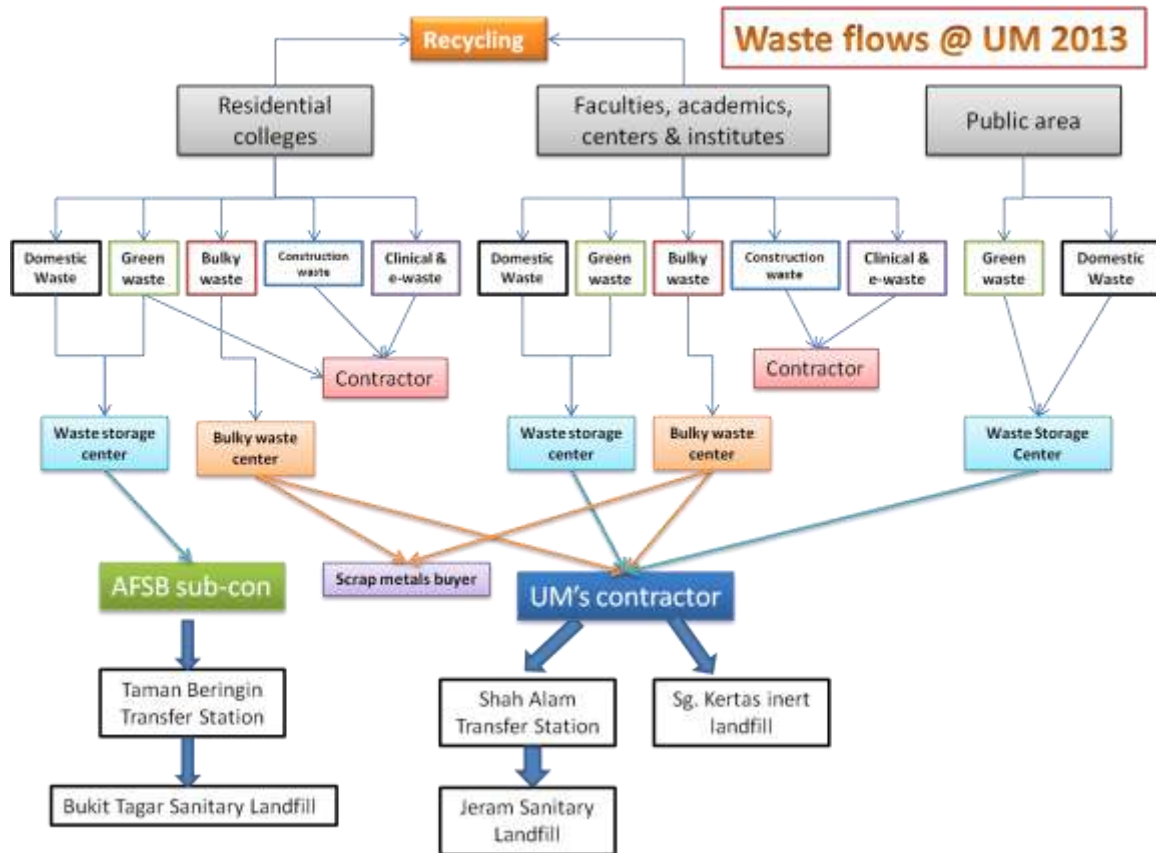 Recycling
Waste flows @ UM 2013
Residential
colleges
Faculties, academics,
centers & institutes
Public area
Domestic
Waste
Green
waste
Bulky
waste
Construction
waste
Clinical &
e-waste
Domestic
Waste
Green
waste
Bulky
waste
Construction
waste
Clinical &
e-waste
Green
waste
Domestic
Waste
Contractor
Contractor
Waste storage
center
Bulky waste
center
Waste storage
center
Bulky waste
center
Waste Storage
Center
AFSB sub-con
Scrap metals buyer
UM's contractor
Taman Beringin
Transfer Station
Shah Alam
Transfer Station
Sg. Kertas inert
landfill
Bukit Tagar Sanitary Landfill
Jeram Sanitary
Landfill